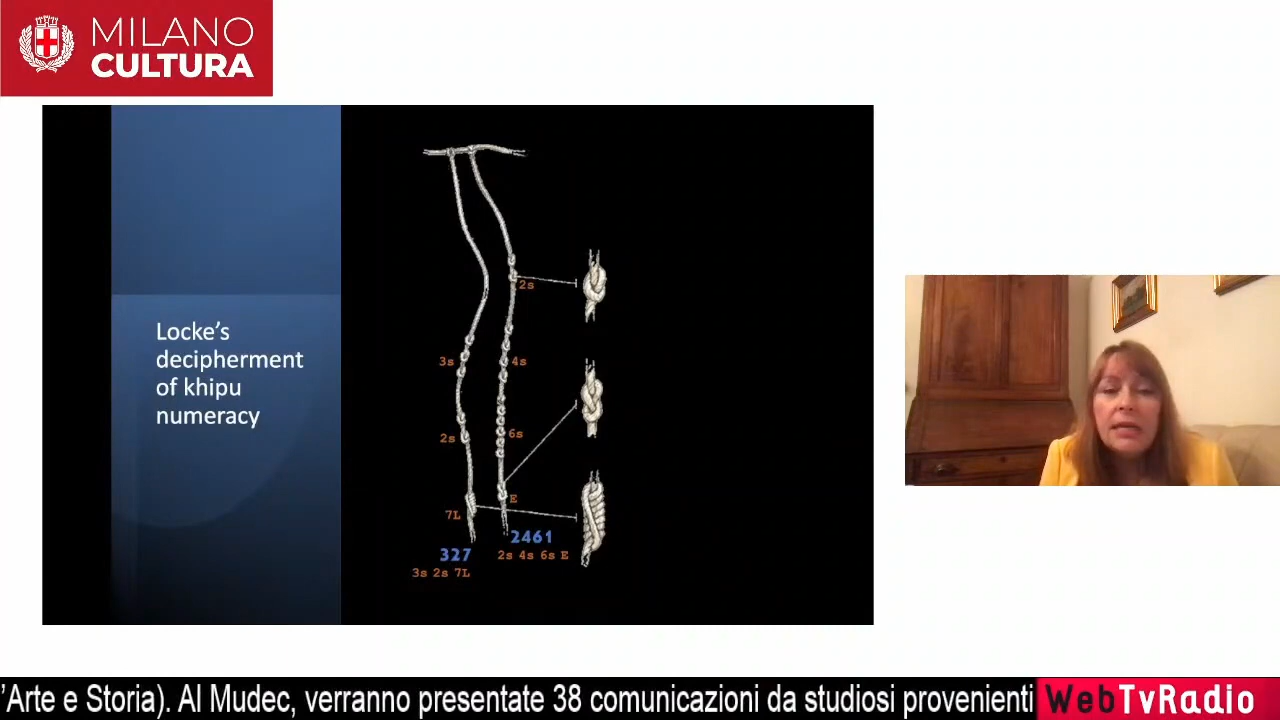 MILANO
CULTURA
Locke's
decipherment
of khipu
numeracy
2s
3s
4s
2s
6s
E
7L
2461
327
2s 4s 6s E
3s 2s 7L
’Arte e Storia). Al Mudec, verranno presentate 38 comunicazioni da studiosi provenienti
WebTvRadio